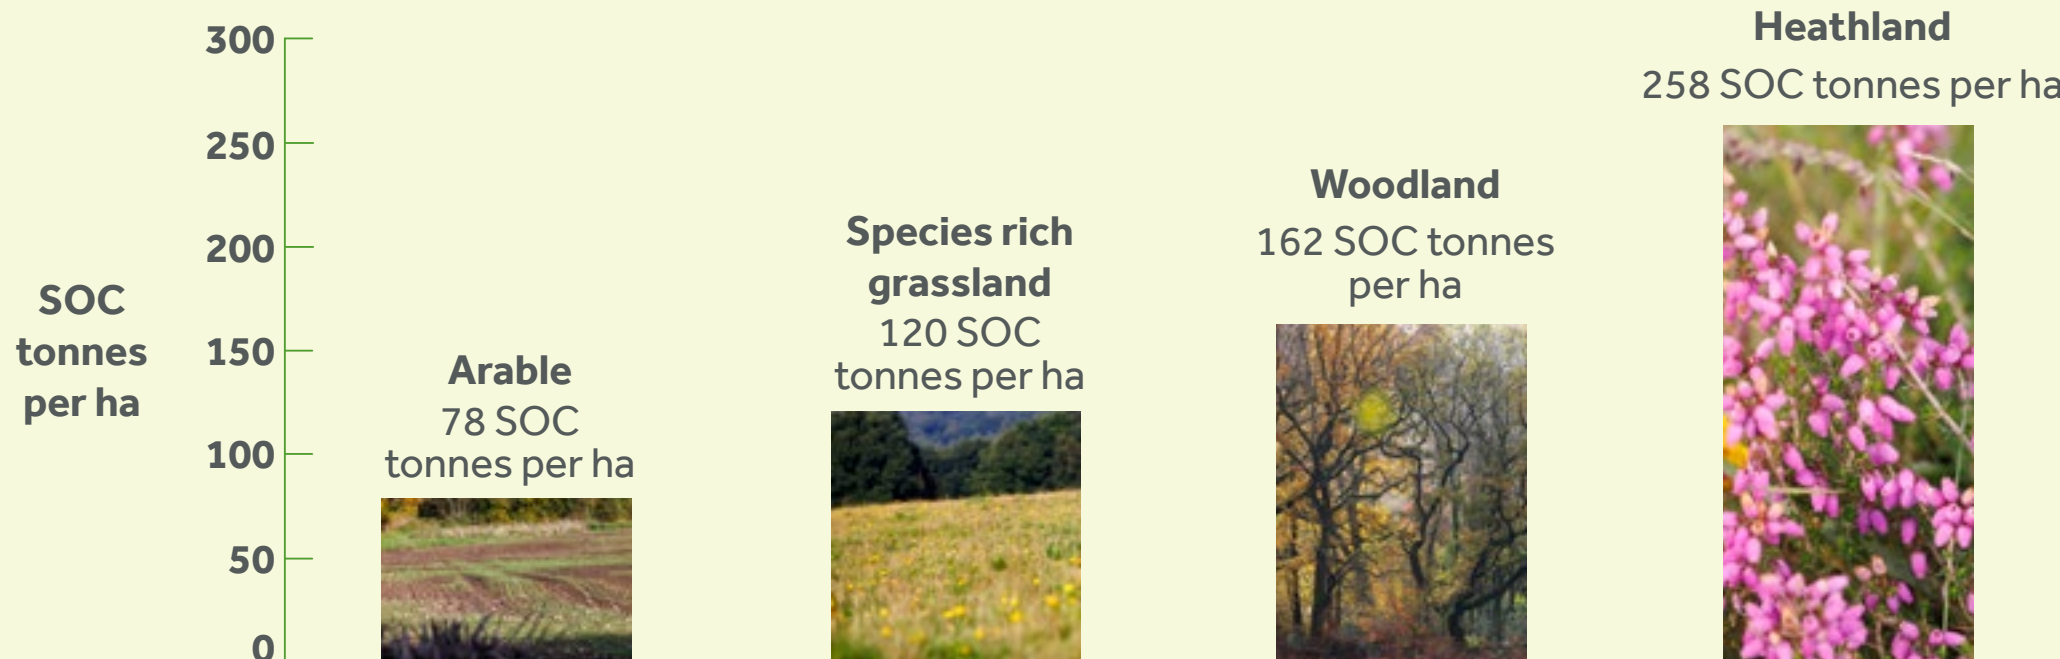 SOC
tonnes
per ha
300
250
200
150
100
50
0
Arable
78 SOC
tonnes per ha
Species rich
grassland
120 SOC
tonnes per ha
Woodland
162 SOC tonnes
per ha
Heathland
258 SOC tonnes per ha